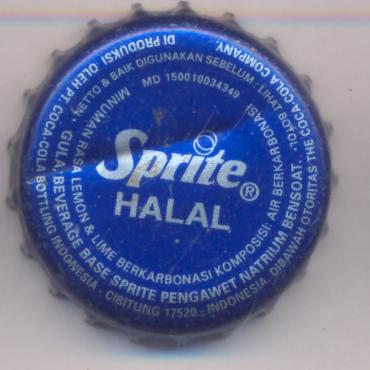 Sprite®
HALAL
MD 150010034349
MINUMAN RASA LEMON & LIME BERKARBONASI KOMPOSISI: AIR BERKARBONASI
GULA, BEVERAGE BASE SPRITE PENGAWET NATRIUM BENSOAT.
NETTO & BAIK DIGUNAKAN SEBELUM: LIHAT BOTOL
DI PRODUKSI OLEH PT. COCA-COLA BOTTLING INDONESIA: CIBITUNG 17520 - INDONESIA. DIBAWAH OTORITAS THE COCA-COLA COMPANY